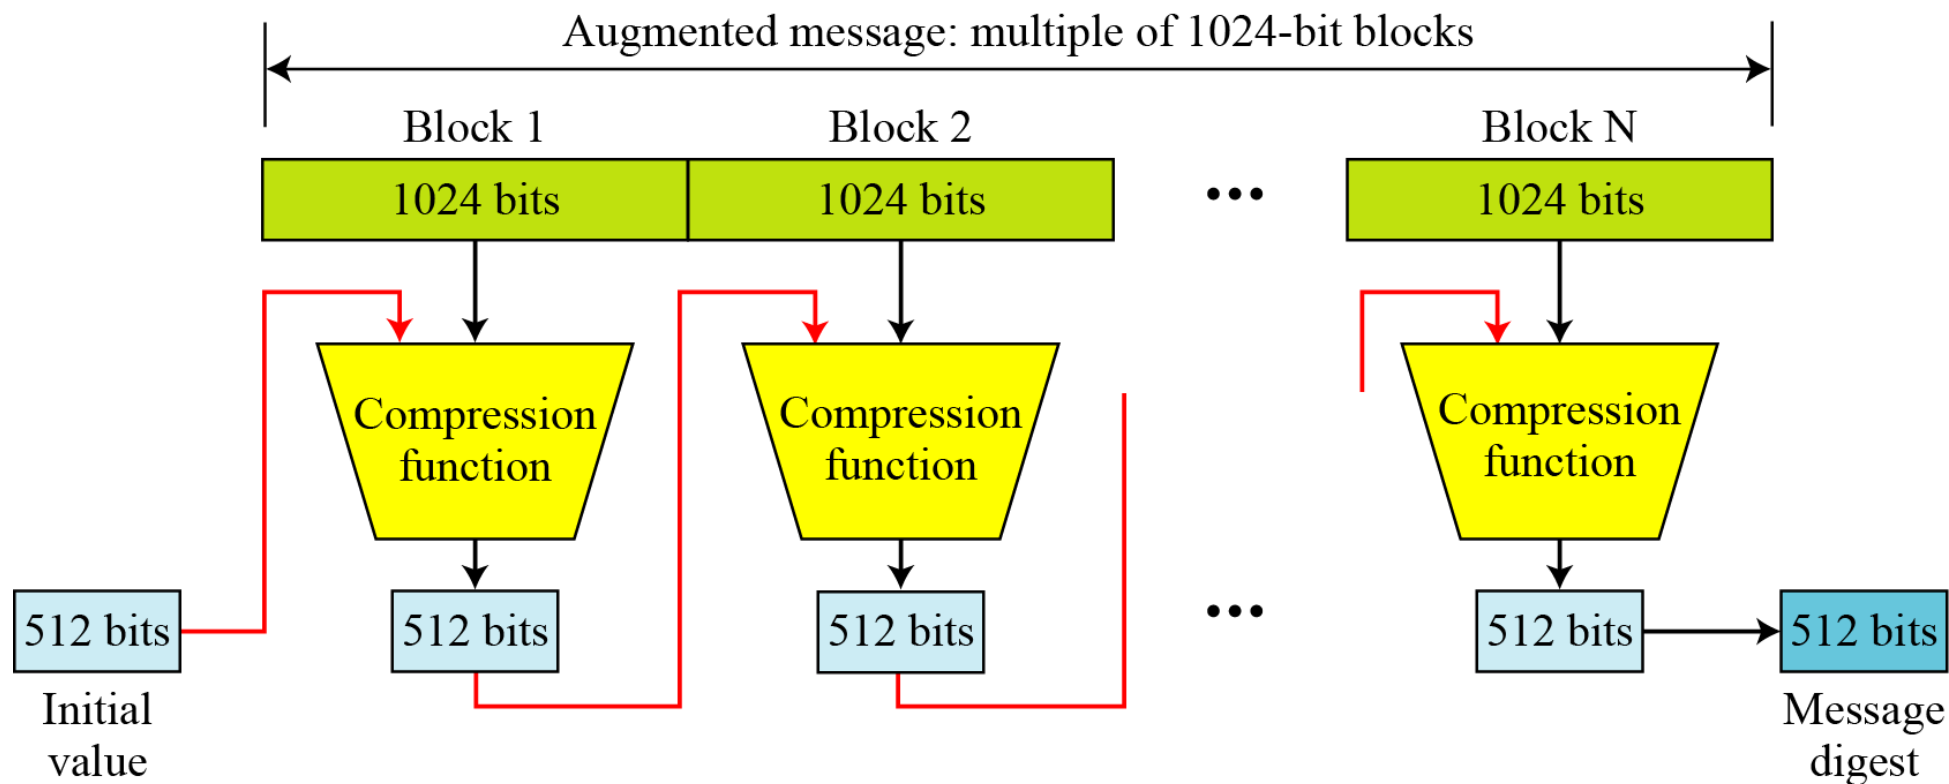 Augmented message: multiple of 1024-bit blocks
Block 1
Block 2
Block N
1024 bits
1024 bits
•••
1024 bits
Compression
function
Compression
function
Compression
function
512 bits
512 bits
512 bits
•••
512 bits
512 bits
Initial
value
Message
digest